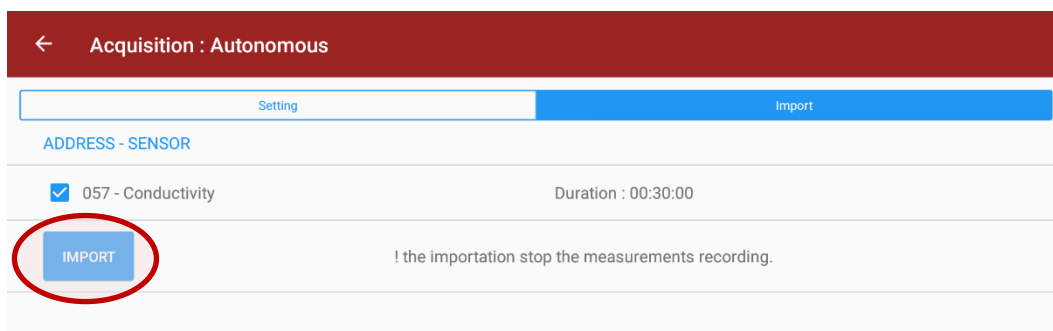 Acquisition : Autonomous
Setting
Import
ADDRESS - SENSOR
057 - Conductivity
Duration : 00:30:00
IMPORT
! the importation stop the measurements recording.